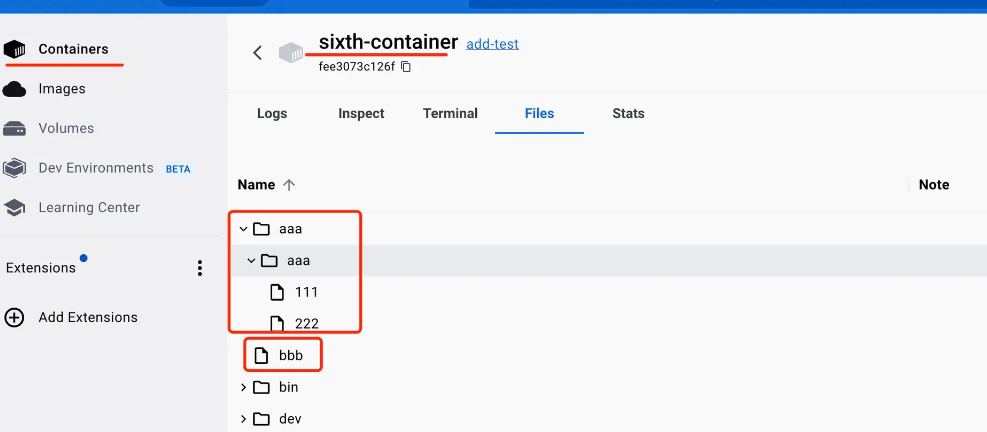 Containers
Images
Volumes
Dev Environments BETA
Learning Center
Extensions
Add Extensions
sixth-container add-test
fee3073c126f
Logs Inspect Terminal Files Stats
Name Note
aaa
aaa
111
222
bbb
bin
dev